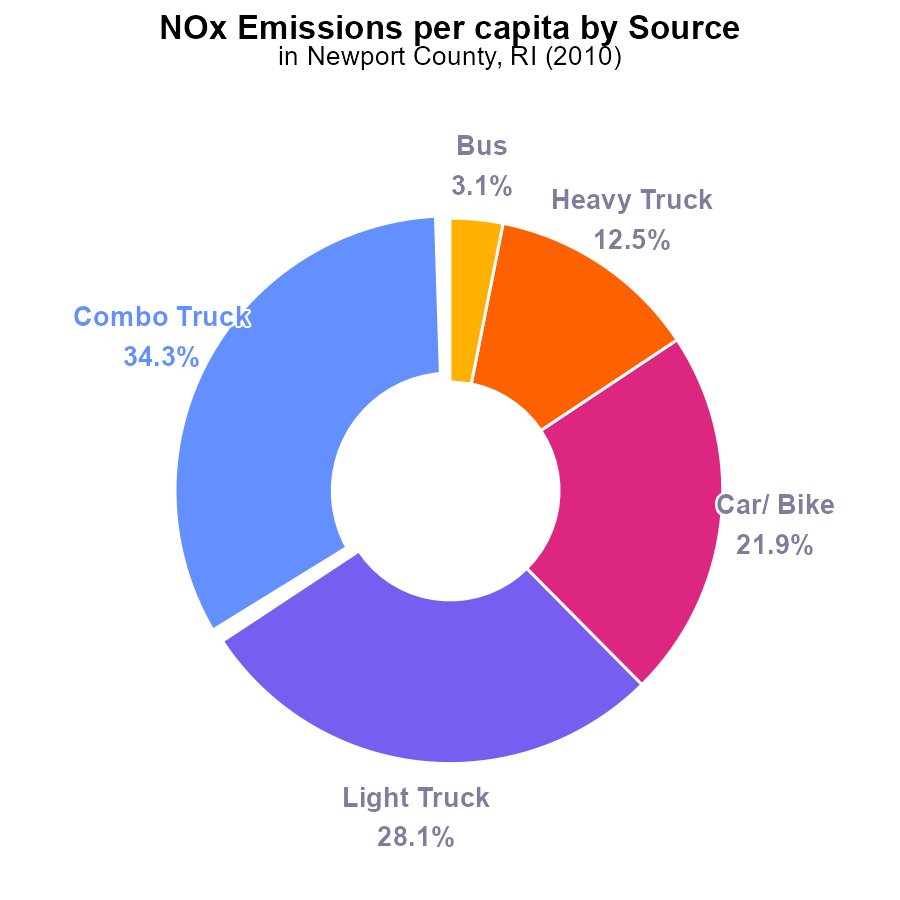 NOx Emissions per capita by Source
in Newport County, RI (2010)
Bus
3.1%
Heavy Truck
12.5%
Combo Truck
34.3%
Car/ Bike
21.9%
Light Truck
28.1%